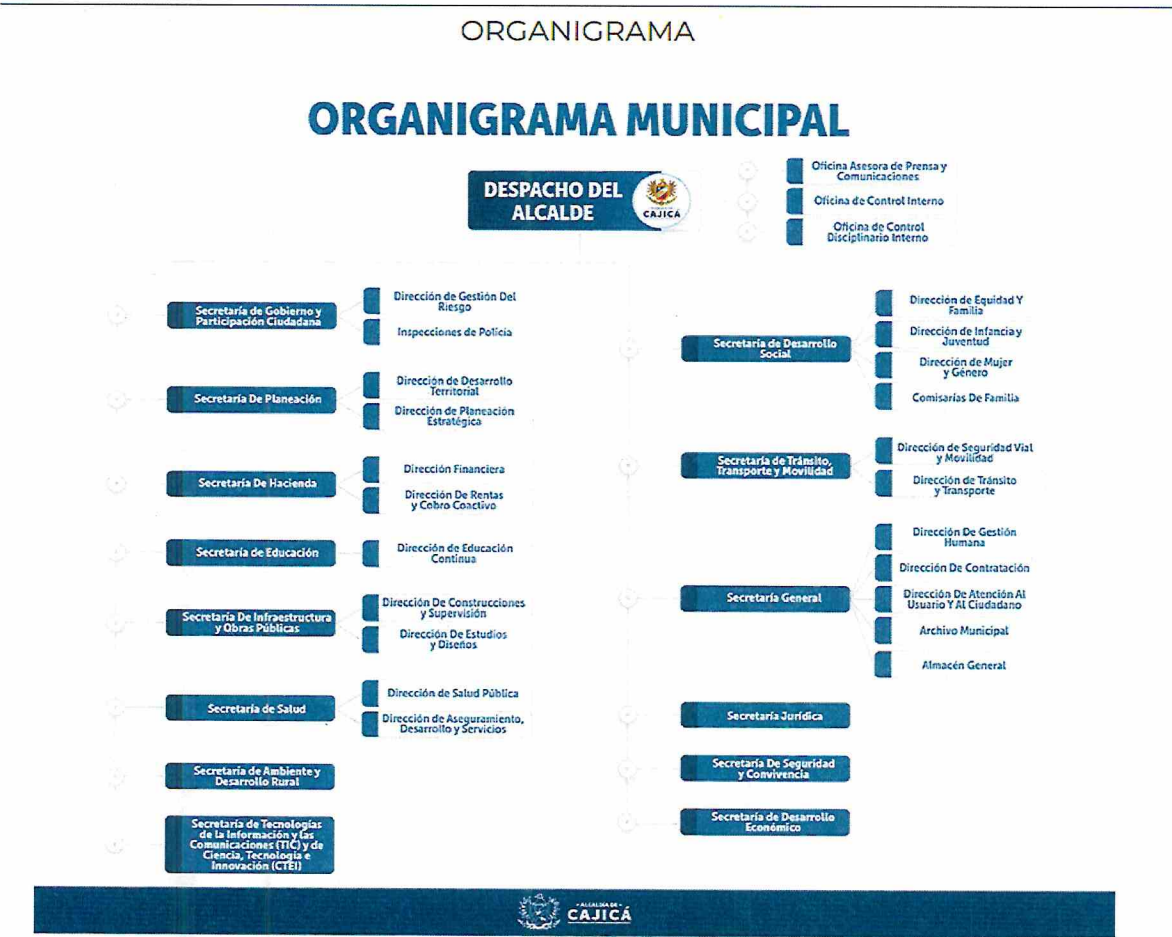 ORGANIGRAMA
ORGANIGRAMA MUNICIPAL
DESPACHO DEL
ALCALDE
CAJICÁ
Oficina Asesora de Prensa y
Comunicaciones
Oficina de Control Interno
Oficina de Control
Disciplinario Interno
Secretaría de Gobierno y
Participación Ciudadana
Dirección de Gestión Del
Riesgo
Inspecciones de Policía
Secretaría De Planeación
Dirección de Desarrollo
Territorial
Dirección de Planeación
Estratégica
Secretaría De Hacienda
Dirección Financiera
Dirección De Rentas
y Cobro Coactivo
Secretaría de Educación
Dirección de Educación
Continua
Secretaría De Infraestructura
y Obras Públicas
Dirección De Construcciones
y Supervisión
Dirección De Estudios
y Diseños
Secretaría de Salud
Dirección de Salud Pública
Dirección de Aseguramiento,
Desarrollo y Servicios
Secretaría de Ambiente y
Desarrollo Rural
Secretaría de Tecnologías
de la Información y las
Comunicaciones (TIC) y de
Ciencia, Tecnología e
Innovación (CTEI)
Secretaría de Desarrollo
Social
Dirección de Equidad Y
Familia
Dirección de Infancia y
Juventud
Dirección de Mujer
y Género
Comisarías De Familia
Secretaría de Tránsito,
Transporte y Movilidad
Dirección de Seguridad Vial
y Movilidad
Dirección de Tránsito
y Transporte
Secretaría General
Dirección De Gestión
Humana
Dirección De Contratación
Dirección De Atención Al
Usuario Y Al Ciudadano
Archivo Municipal
Almacén General
Secretaría Jurídica
Secretaría De Seguridad
y Convivencia
Secretaría de Desarrollo
Económico
- ALCALDÍA DE -
CAJICÁ